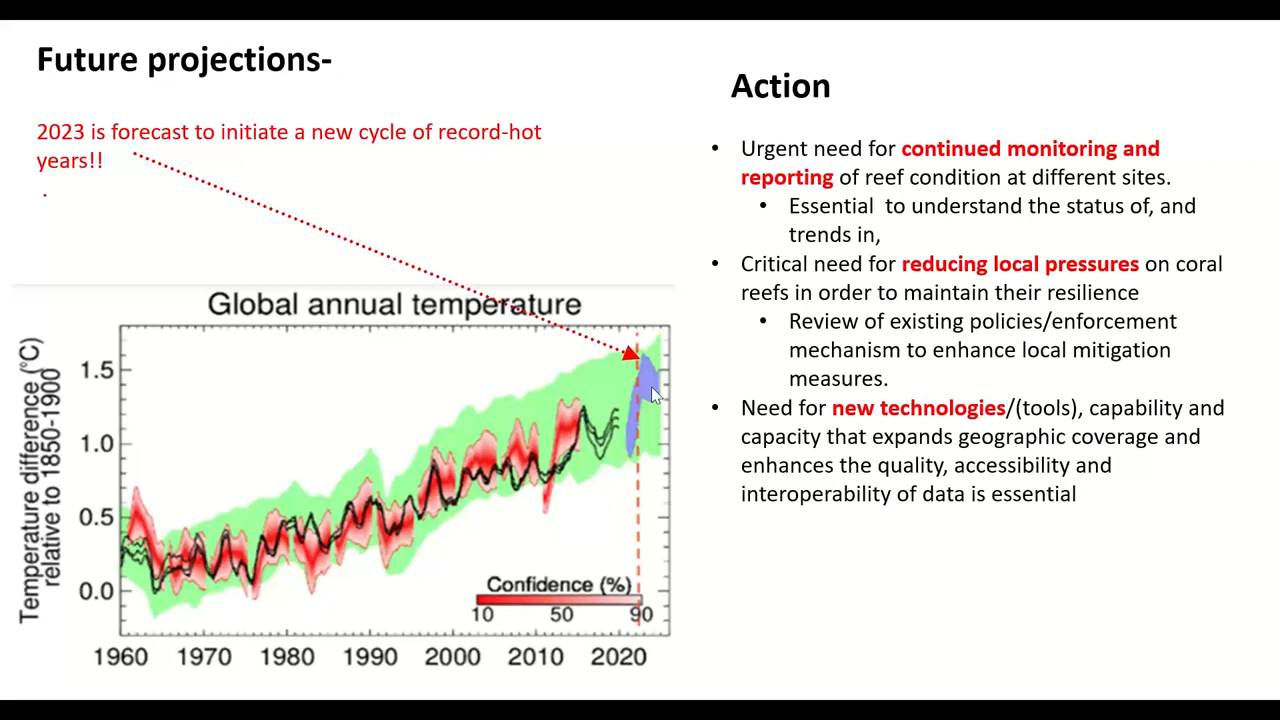 Future projections-
2023 is forecast to initiate a new cycle of record-hot
years!!
.
Global annual temperature
Temperature difference (°C)
relative to 1850-1900
1.5
1.0
0.5
0.0
Confidence (%)
10 50 90
1960 1970 1980 1990 2000 2010 2020
Action
• Urgent need for continued monitoring and
reporting of reef condition at different sites.
• Essential  to understand the status of, and
trends in,
• Critical need for reducing local pressures on coral
reefs in order to maintain their resilience
• Review of existing policies/enforcement
mechanism to enhance local mitigation
measures.
• Need for new technologies/(tools), capability and
capacity that expands geographic coverage and
enhances the quality, accessibility and
interoperability of data is essential